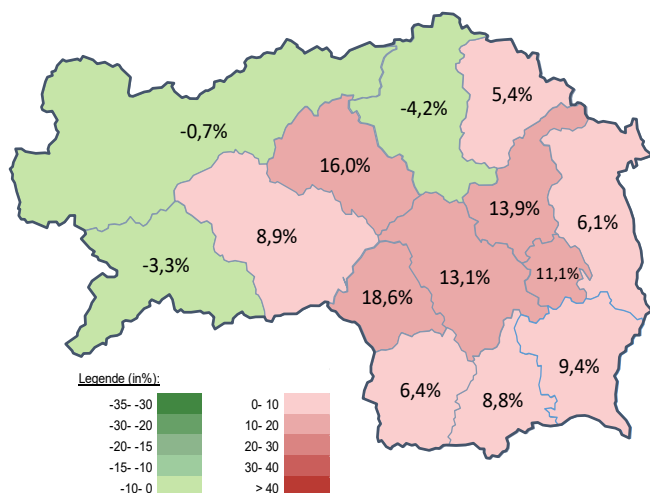 5,4%
-4,2%
-0,7%
16,0%
13,9%
6,1%
8,9%
-3,3%
11,1%
13,1%
18,6%
9,4%
6,4%
8,8%
Legende (in%):
-35- -30 0- 10
-30- -20 10- 20
-20- -15 20- 30
-15- -10 30- 40
-10- 0 > 40